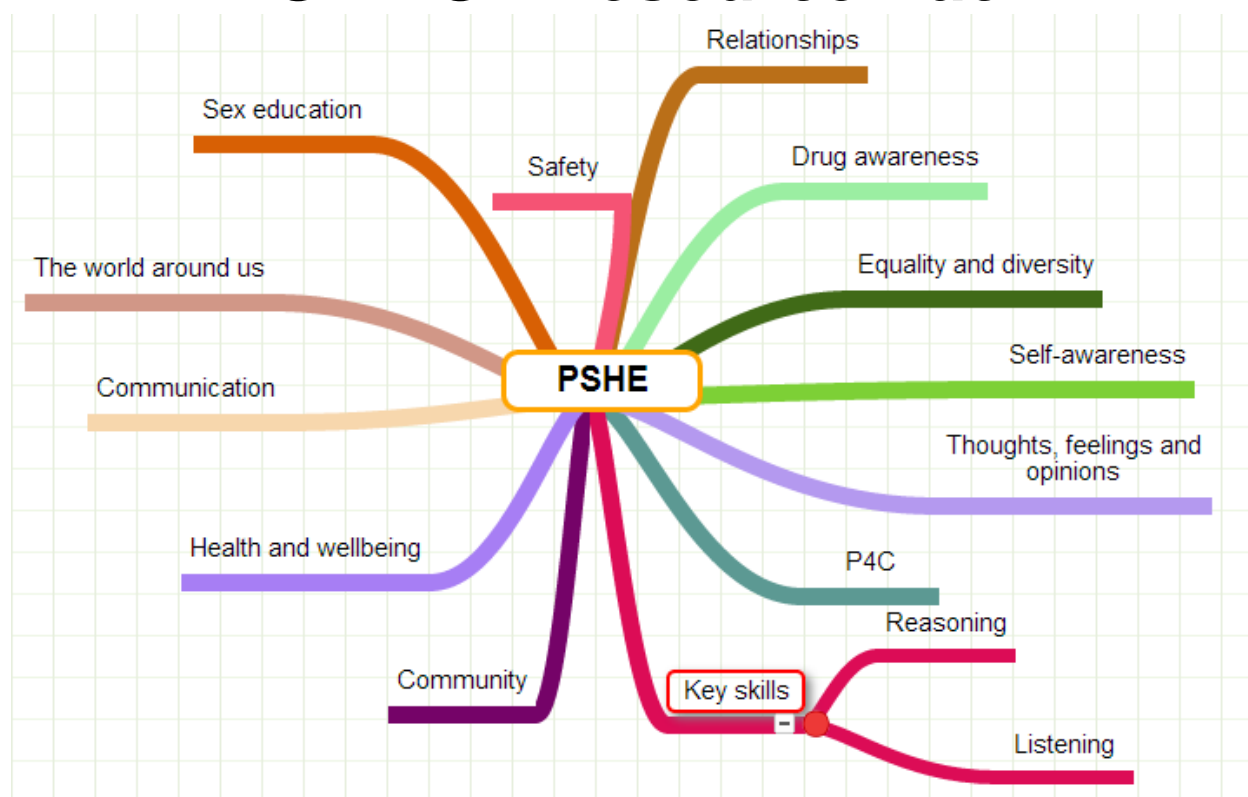 Relationships
Sex education
Safety
Drug awareness
The world around us
Equality and diversity
Self-awareness
PSHE
Communication
Thoughts, feelings and
opinions
Health and wellbeing
P4C
Reasoning
Community
Key skills
Listening